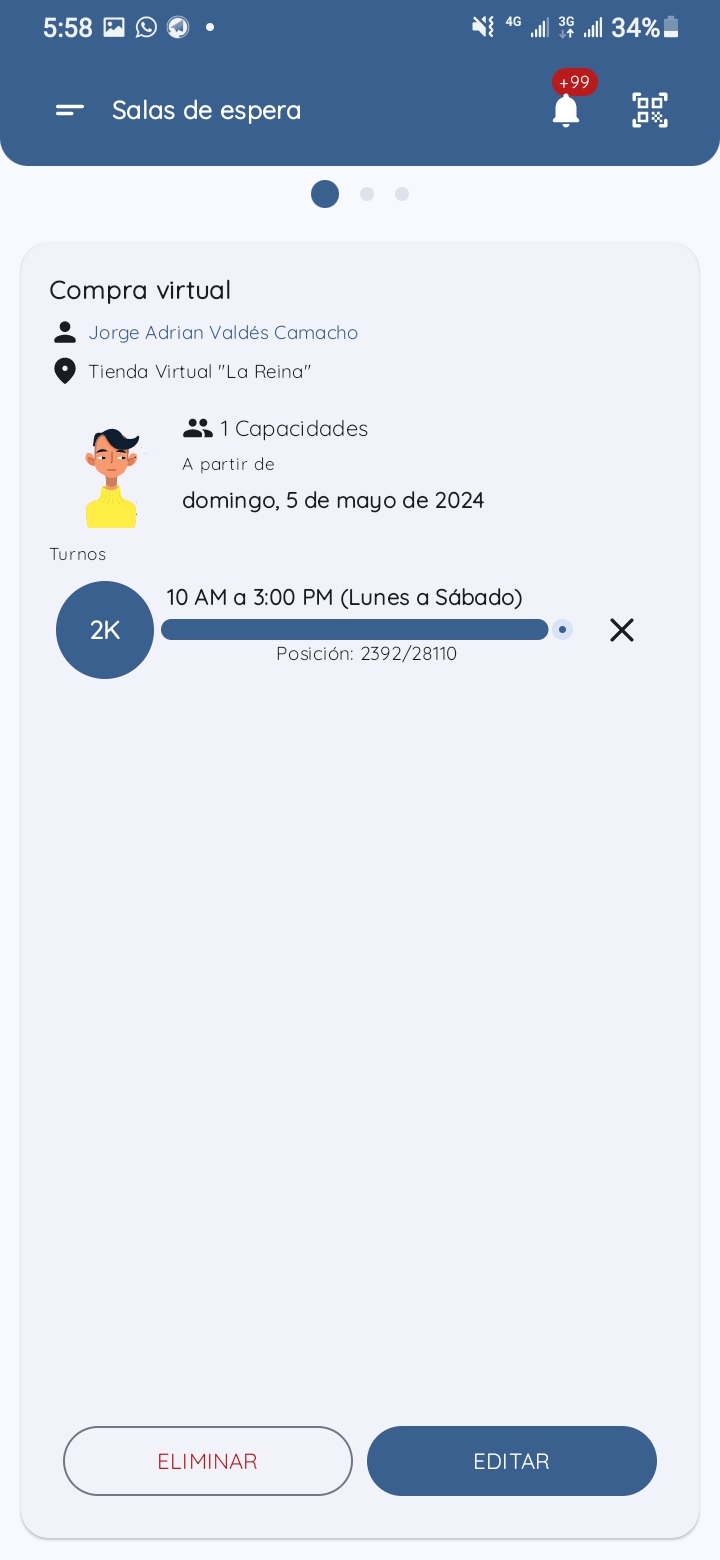 5:58 4G 3G 34%
+99
Salas de espera
Compra virtual
Jorge Adrian Valdés Camacho
Tienda Virtual "La Reina"
1 Capacidades
A partir de
domingo, 5 de mayo de 2024
Turnos
10 AM a 3:00 PM (Lunes a Sábado)
2K
Posición: 2392/28110
ELIMINAR EDITAR